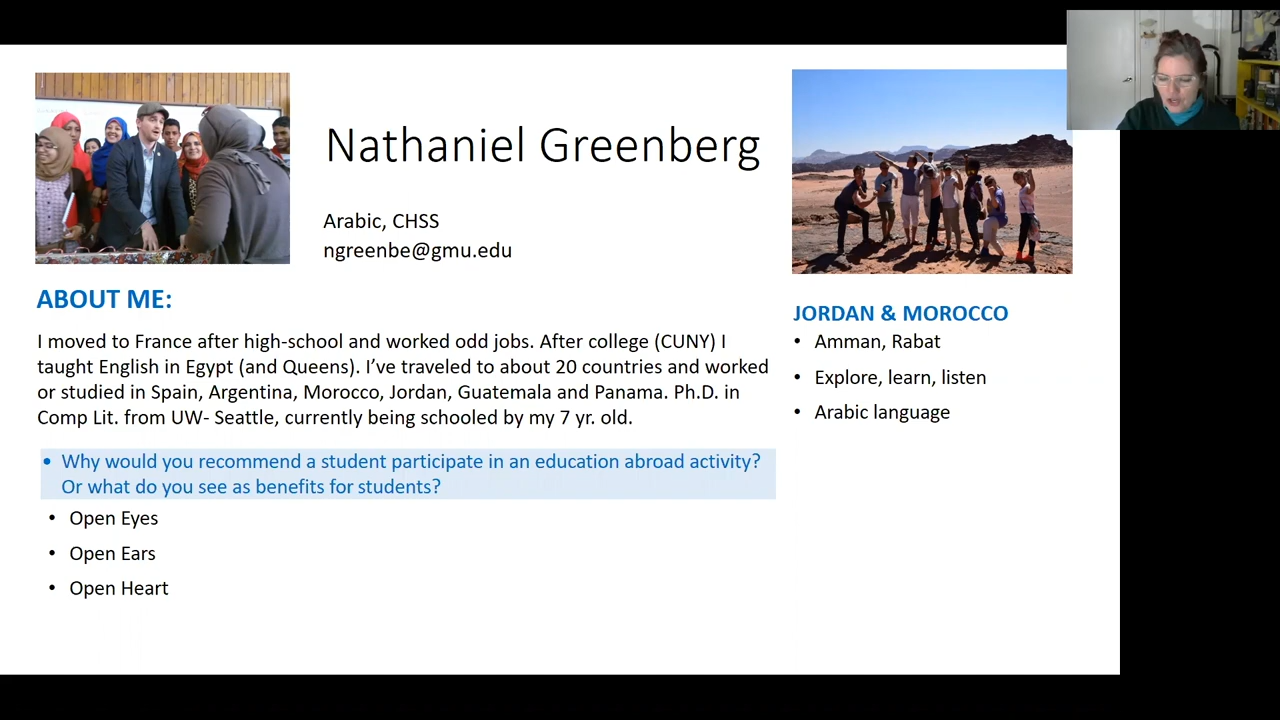 Nathaniel Greenberg
Arabic, CHSS
ngreenbe@gmu.edu
ABOUT ME:
I moved to France after high-school and worked odd jobs. After college (CUNY) I
taught English in Egypt (and Queens). I’ve traveled to about 20 countries and worked
or studied in Spain, Argentina, Morocco, Jordan, Guatemala and Panama. Ph.D. in
Comp Lit. from UW- Seattle, currently being schooled by my 7 yr. old.
• Why would you recommend a student participate in an education abroad activity?
Or what do you see as benefits for students?
• Open Eyes
• Open Ears
• Open Heart
JORDAN & MOROCCO
• Amman, Rabat
• Explore, learn, listen
• Arabic language